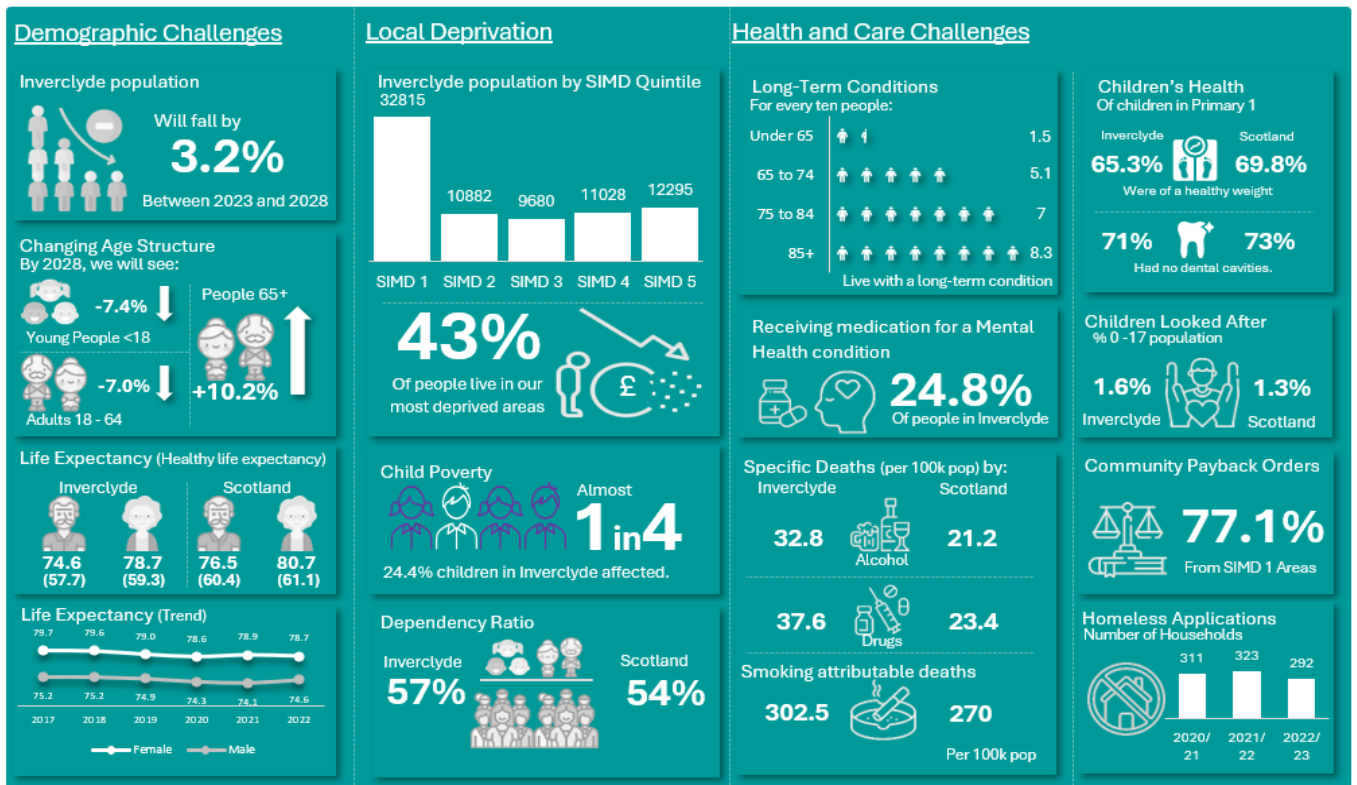 Demographic Challenges
Inverclyde population
Will fall by
3.2%
Between 2023 and 2028
Changing Age Structure
By 2028, we will see:
-7.4%
Young People <18
-7.0%
Adults 18 - 64
People 65+
+10.2%
Life Expectancy (Healthy life expectancy)
Inverclyde Scotland
74.6 78.7 76.5 80.7
(57.7) (59.3) (60.4) (61.1)
Life Expectancy (Trend)
79.7 79.6 79.0 78.6 78.9 78.7
75.2 75.2 74.9 74.3 74.1 74.6
2017 2018 2019 2020 2021 2022
Female Male
Local Deprivation
Inverclyde population by SIMD Quintile
32815 10882 9680 11028 12295
SIMD 1 SIMD 2 SIMD 3 SIMD 4 SIMD 5
43%
Of people live in our
most deprived areas
£
Child Poverty
Almost
1 in 4
24.4% children in Inverclyde affected.
Dependency Ratio
Inverclyde Scotland
57% 54%
Health and Care Challenges
Long-Term Conditions
For every ten people:
Under 65 1.5
65 to 74 5.1
75 to 84 7
85+ 8.3
Live with a long-term condition
Receiving medication for a Mental
Health condition
24.8%
Of people in Inverclyde
Specific Deaths (per 100k pop) by:
Inverclyde Scotland
32.8 21.2
Alcohol
37.6 23.4
Drugs
Smoking attributable deaths
302.5 270
Per 100k pop
Children's Health
Of children in Primary 1
Inverclyde Scotland
65.3% 69.8%
Were of a healthy weight
71% 73%
Had no dental cavities.
Children Looked After
% 0 -17 population
1.6% 1.3%
Inverclyde Scotland
Community Payback Orders
77.1%
From SIMD 1 Areas
Homeless Applications
Number of Households
311 323 292
2020/ 2021/ 2022/
21 22 23